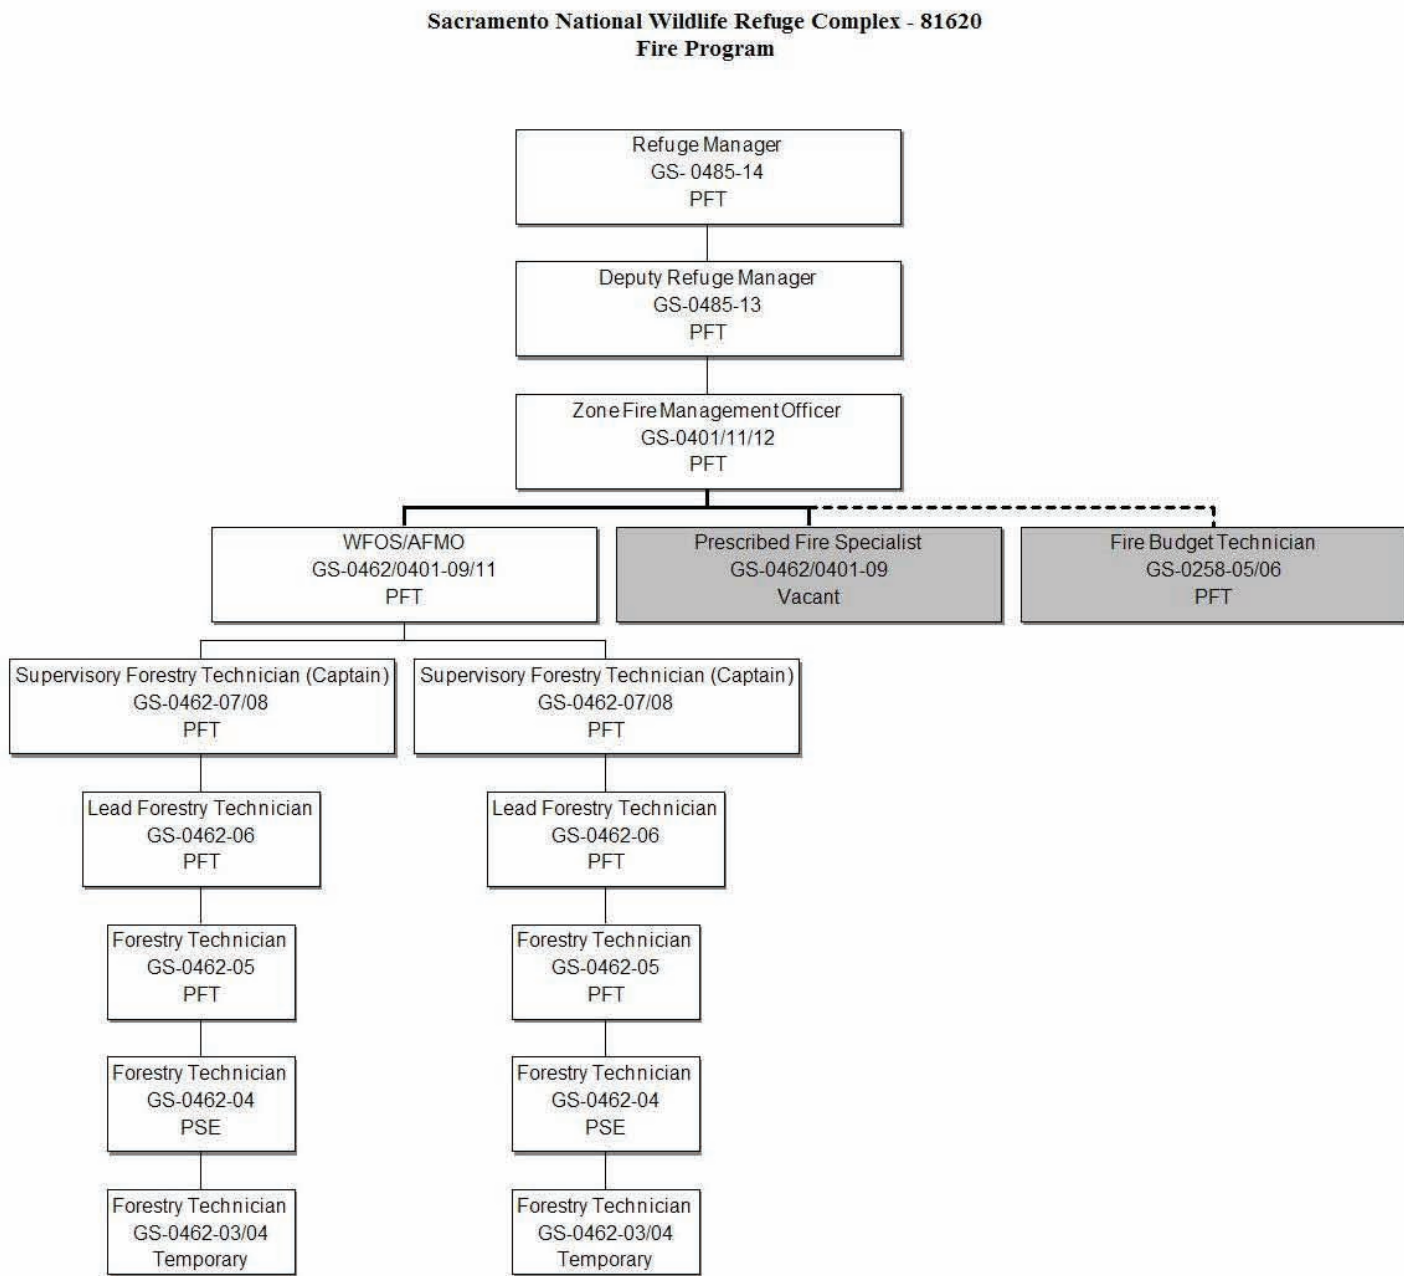 Sacramento National Wildlife Refuge Complex - 81620
Fire Program
Refuge Manager
GS- 0485-14
PFT
Deputy Refuge Manager
GS-0485-13
PFT
Zone Fire Management Officer
GS-0401/11/12
PFT
WFOS/AFMO
GS-0462/0401-09/11
PFT
Prescribed Fire Specialist
GS-0462/0401-09
Vacant
Fire Budget Technician
GS-0258-05/06
PFT
Supervisory Forestry Technician (Captain)
GS-0462-07/08
PFT
Supervisory Forestry Technician (Captain)
GS-0462-07/08
PFT
Lead Forestry Technician
GS-0462-06
PFT
Lead Forestry Technician
GS-0462-06
PFT
Forestry Technician
GS-0462-05
PFT
Forestry Technician
GS-0462-05
PFT
Forestry Technician
GS-0462-04
PSE
Forestry Technician
GS-0462-04
PSE
Forestry Technician
GS-0462-03/04
Temporary
Forestry Technician
GS-0462-03/04
Temporary